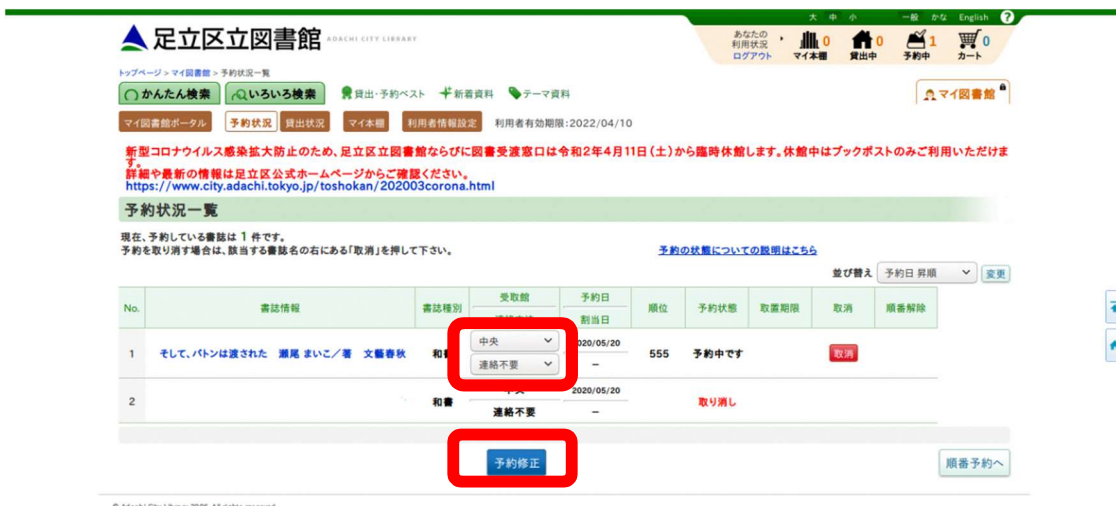 大 中 小 一般 かな English ?
足立区立図書館 ADACHI CITY LIBRARY
あなたの
利用状況
ログアウト
0 マイ本棚
0 貸出中
1 予約中
0 カート
トップページ > マイ図書館 > 予約状況一覧
かんたん検索 いろいろ検索 貸出・予約ベスト 新着資料 テーマ資料 マイ図書館
マイ図書館ポータル 予約状況 貸出状況 マイ本棚 利用者情報設定 利用者有効期限:2022/04/10
新型コロナウイルス感染拡大防止のため、足立区立図書館ならびに図書受渡窓口は令和2年4月11日(土)から臨時休館します。休館中はブックポストのみご利用いただけま
す。
詳細や最新の情報は足立区公式ホームページからご確認ください。
https://www.city.adachi.tokyo.jp/toshokan/202003corona.html
予約状況一覧
現在、予約している書誌は 1 件です。
予約を取り消す場合は、該当する書誌名の右にある「取消」を押して下さい。 予約の状態についての説明はこちら
並び替え 予約日 昇順 変更
No. 書誌情報 書誌種別 受取館 予約日 順位 予約状態 取置期限 取消 順番解除
割当日
1 そして、バトンは渡された 瀬尾 まいこ/著 文藝春秋 和 中央 020/05/20 555 予約中です 取消
連絡不要 –
2 和書 2020/05/20 取り消し
連絡不要 –
予約修正 順番予約へ